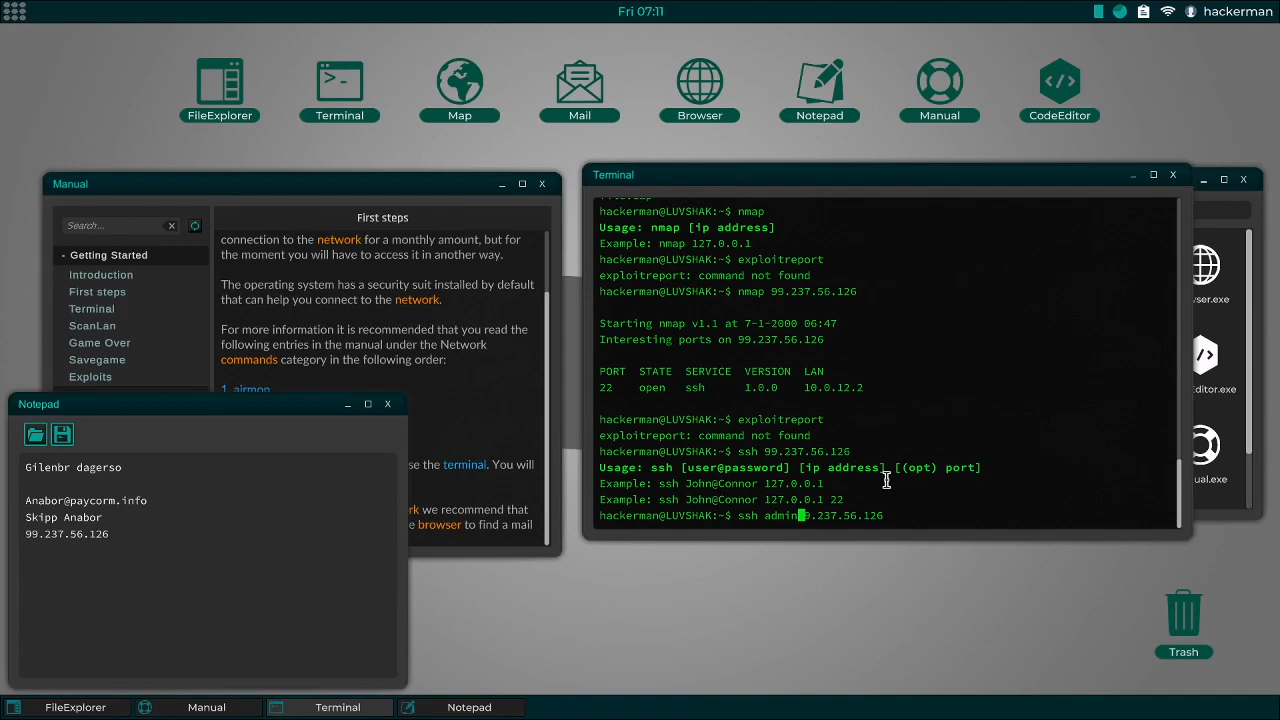 Fri 07:11
hackerman
FileExplorer
Terminal
Map
Mail
Browser
Notepad
Manual
CodeEditor
Manual
Search...
- Getting Started
Introduction
First steps
Terminal
ScanLan
Game Over
Savegame
Exploits
First steps
connection to the network for a monthly amount, but for
the moment you will have to access it in another way.
The operating system has a security suit installed by default
that can help you connect to the network.
For more information it is recommended that you read the
following entries in the manual under the Network
commands category in the following order:
1. airmon
se the terminal. You will
rk we recommend that
e browser to find a mail
Notepad
Gilenbr dagerso
Anabor@paycorm.info
Skipp Anabor
99.237.56.126
Terminal
hackerman@LUVSHAK:~$ nmap
Usage: nmap [ip address]
Example: nmap 127.0.0.1
hackerman@LUVSHAK:~$ exploitreport
exploitreport: command not found
hackerman@LUVSHAK:~$ nmap 99.237.56.126
Starting nmap v1.1 at 7-1-2000 06:47
Interesting ports on 99.237.56.126
PORT STATE SERVICE VERSION LAN
22 open ssh 1.0.0 10.0.12.2
hackerman@LUVSHAK:~$ exploitreport
exploitreport: command not found
hackerman@LUVSHAK:~$ ssh 99.237.56.126
Usage: ssh [user@password] [ip address] [(opt) port]
Example: ssh John@Connor 127.0.0.1
Example: ssh John@Connor 127.0.0.1 22
hackerman@LUVSHAK:~$ ssh admin9.237.56.126
wser.exe
Editor.exe
ual.exe
Trash
FileExplorer
Manual
Terminal
Notepad